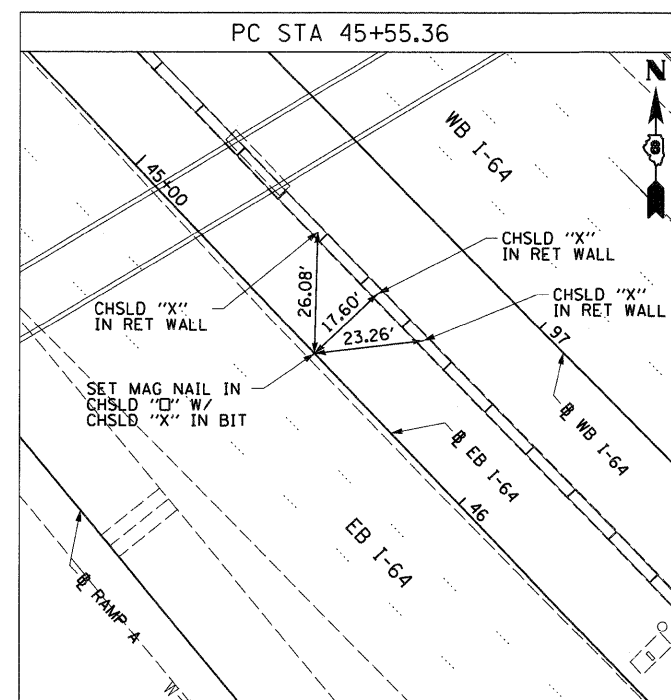 PC STA 45+55.36
N
WB I-64
45+00
CHSLD "X"
IN RET WALL
26.08'
17.60'
23.26'
CHSLD "X"
IN RET WALL
CHSLD "X"
IN RET WALL
97
SET MAG NAIL IN
CHSLD "□" W/
CHSLD "X" IN BIT
℄ WB I-64
℄ EB I-64
46
EB I-64
℄ RAMP A
W